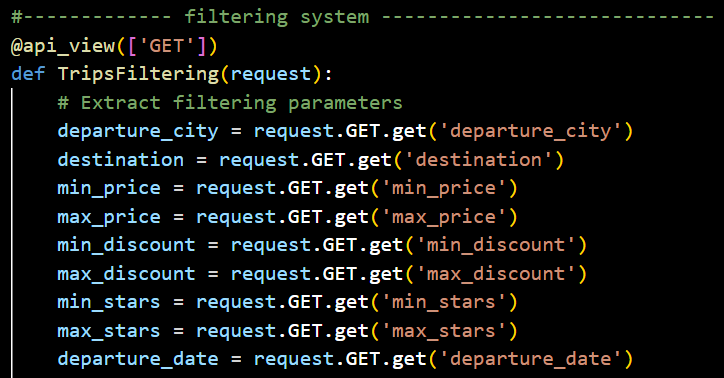 #------------- filtering system -----------------------------
@api_view(['GET'])
def TripsFiltering(request):
    # Extract filtering parameters
    departure_city = request.GET.get('departure_city')
    destination = request.GET.get('destination')
    min_price = request.GET.get('min_price')
    max_price = request.GET.get('max_price')
    min_discount = request.GET.get('min_discount')
    max_discount = request.GET.get('max_discount')
    min_stars = request.GET.get('min_stars')
    max_stars = request.GET.get('max_stars')
    departure_date = request.GET.get('departure_date')